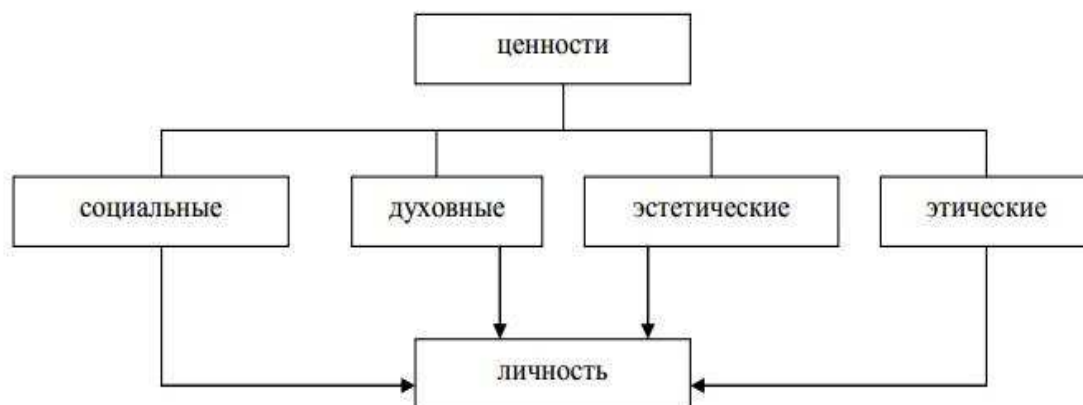 ценности
социальные
духовные
эстетические
этические
личность